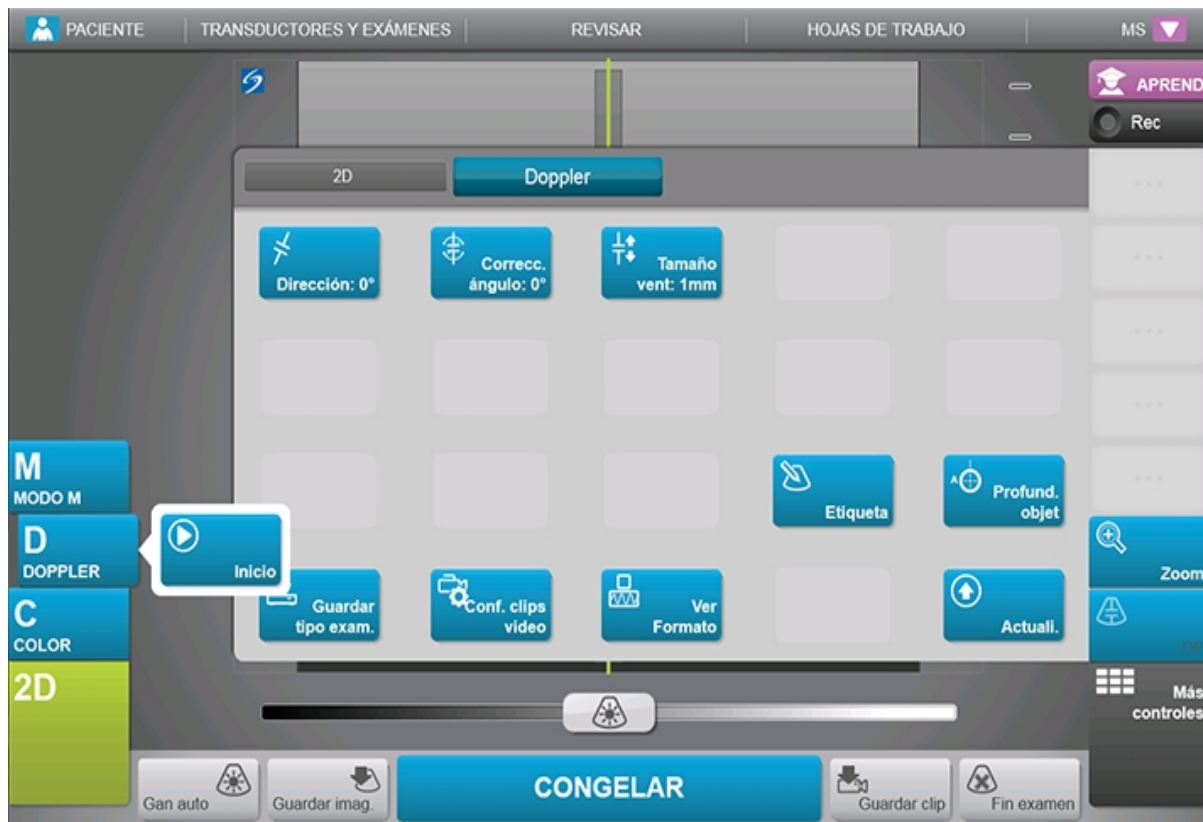 PACIENTE
TRANSDUCTORES Y EXÁMENES
REVISAR
HOJAS DE TRABAJO
MS
APREND
Rec
2D
Doppler
Dirección: 0°
Correcc.
ángulo: 0°
Tamaño
vent: 1mm
M
MODO M
Etiqueta
A
Profund.
objet
D
DOPPLER
Inicio
Zoom
C
COLOR
Guardar
tipo exam.
Conf. clips
video
Ver
Formato
Actuali.
2D
Más
controles
Gan auto
Guardar imag.
CONGELAR
Guardar clip
Fin examen